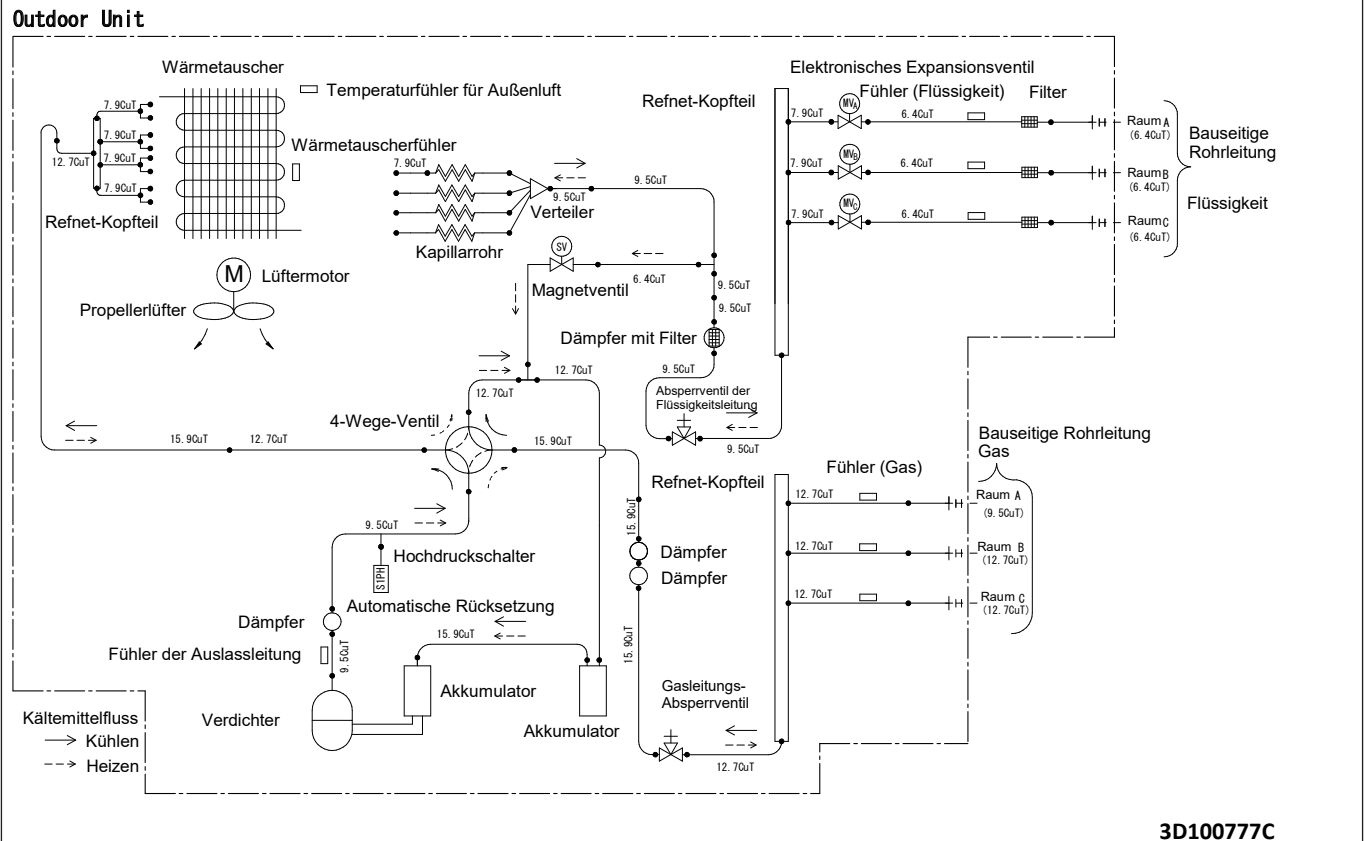 Outdoor Unit
Wärmetauscher
Temperaturfühler für Außenluft
7.9CuT
7.9CuT
7.9CuT
7.9CuT
12.7CuT
Refnet-Kopfteil
Wärmetauscherfühler
M
Lüftermotor
Propellerlüfter
7.9CuT
Kapillarrohr
Verteiler
9.5CuT
9.5CuT
SV
Magnetventil
6.4CuT
9.5CuT
9.5CuT
Dämpfer mit Filter
9.5CuT
Absperrventil der
Flüssigkeitsleitung
9.5CuT
Refnet-Kopfteil
Elektronisches Expansionsventil
Fühler (Flüssigkeit)
Filter
7.9CuT
MVA
6.4CuT
Raum A
(6.4CuT)
7.9CuT
MVB
6.4CuT
Raum B
(6.4CuT)
7.9CuT
MVC
6.4CuT
Raum C
(6.4CuT)
Bauseitige
Rohrleitung
Flüssigkeit
12.7CuT
12.7CuT
4-Wege-Ventil
15.9CuT
12.7CuT
15.9CuT
9.5CuT
Hochdruckschalter
S1PH
Automatische Rücksetzung
Dämpfer
Fühler der Auslassleitung
9.5CuT
Verdichter
15.9CuT
Akkumulator
Akkumulator
15.9CuT
Dämpfer
Dämpfer
15.9CuT
Gasleitungs-
Absperrventil
12.7CuT
Refnet-Kopfteil
Fühler (Gas)
Bauseitige Rohrleitung
Gas
12.7CuT
Raum A
(9.5CuT)
12.7CuT
Raum B
(12.7CuT)
12.7CuT
Raum C
(12.7CuT)
Kältemittelfluss
Kühlen
Heizen
3D100777C